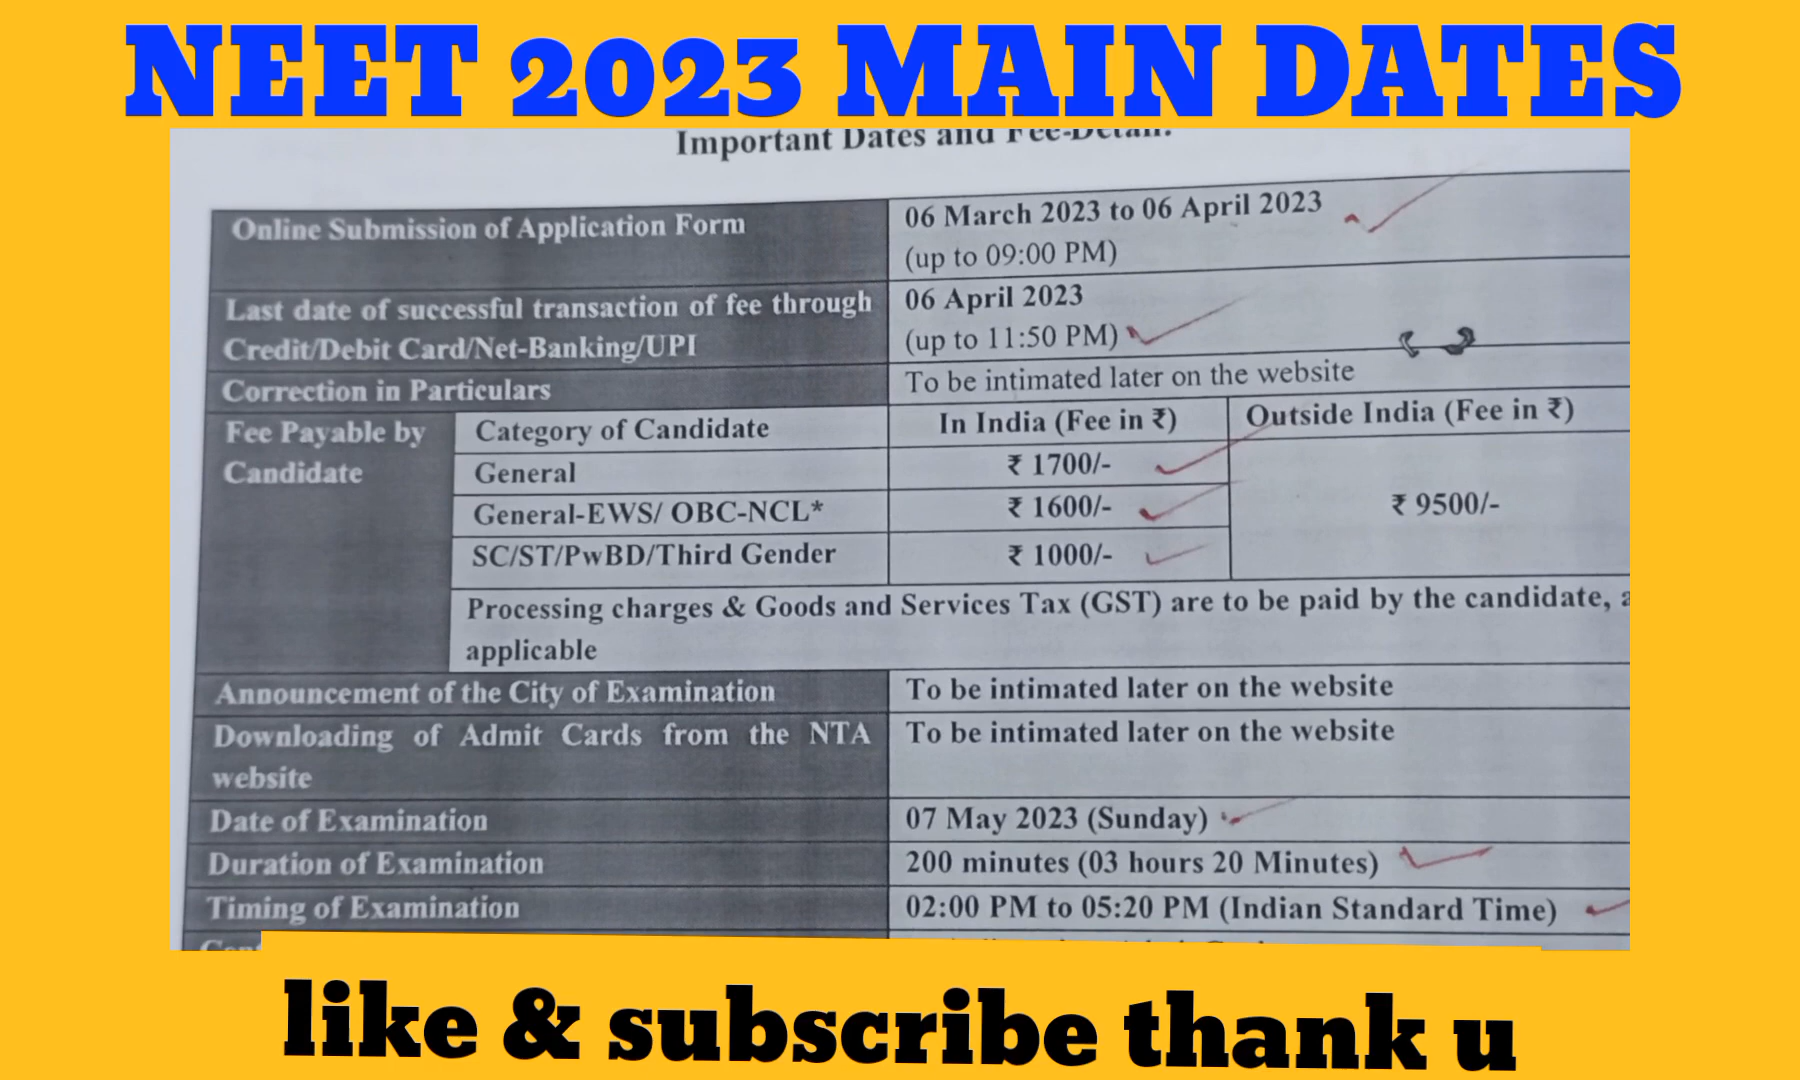 NEET 2023 MAIN DATES
Important Dates and Fee-Detail:
Online Submission of Application Form
06 March 2023 to 06 April 2023
(up to 09:00 PM)
Last date of successful transaction of fee through
Credit/Debit Card/Net-Banking/UPI
06 April 2023
(up to 11:50 PM)
Correction in Particulars
To be intimated later on the website
Fee Payable by
Candidate
Category of Candidate
In India (Fee in ₹)
Outside India (Fee in ₹)
General
₹ 1700/-
General-EWS/ OBC-NCL*
₹ 1600/-
₹ 9500/-
SC/ST/PwBD/Third Gender
₹ 1000/-
Processing charges & Goods and Services Tax (GST) are to be paid by the candidate,
applicable
Announcement of the City of Examination
To be intimated later on the website
Downloading of Admit Cards from the NTA
website
To be intimated later on the website
Date of Examination
07 May 2023 (Sunday)
Duration of Examination
200 minutes (03 hours 20 Minutes)
Timing of Examination
02:00 PM to 05:20 PM (Indian Standard Time)
like & subscribe thank u